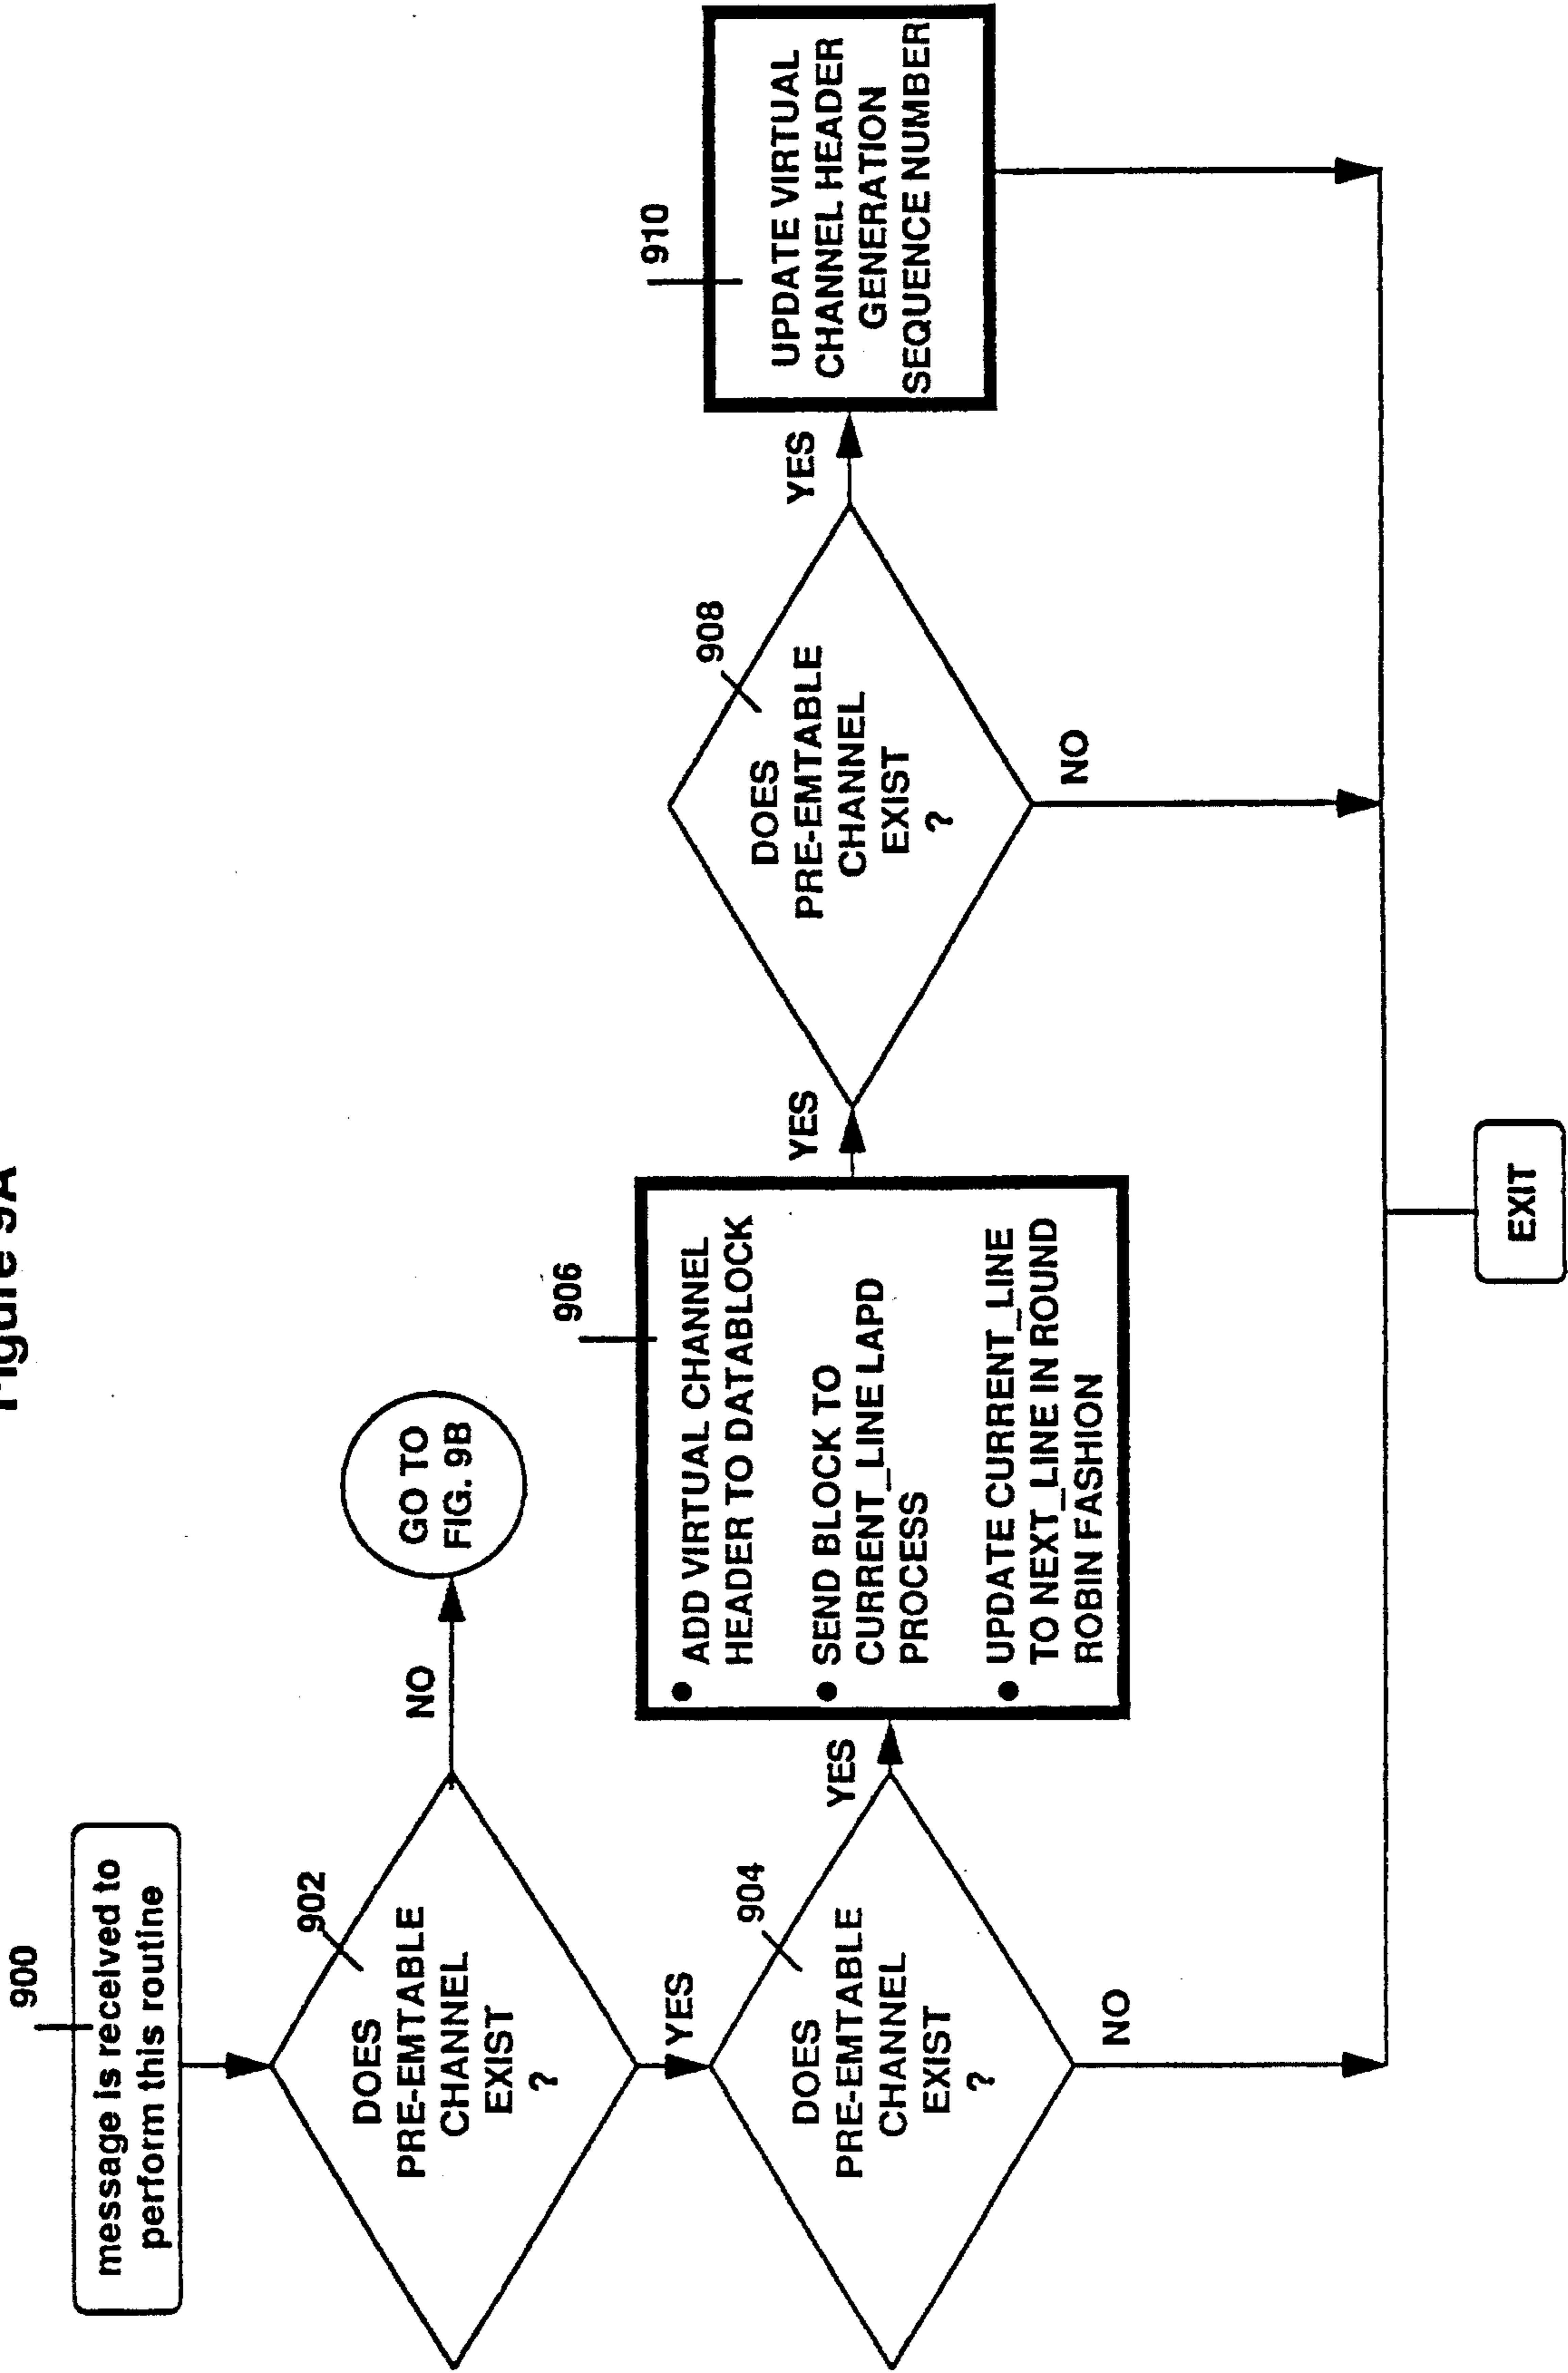 Figure 9A
900
message is received to
perform this routine
902
DOES
PRE-EMTABLE
CHANNEL
EXIST
?
NO
GO TO
FIG. 9B
YES
904
DOES
PRE-EMTABLE
CHANNEL
EXIST
?
NO
YES
906
● ADD VIRTUAL CHANNEL
HEADER TO DATABLOCK
● SEND BLOCK TO
CURRENT_LINE LAPD
PROCESS
● UPDATE CURRENT_LINE
TO NEXT_LINE IN ROUND
ROBIN FASHION
YES
908
DOES
PRE-EMTABLE
CHANNEL
EXIST
?
NO
YES
910
UPDATE VIRTUAL
CHANNEL HEADER
GENERATION
SEQUENCE NUMBER
EXIT